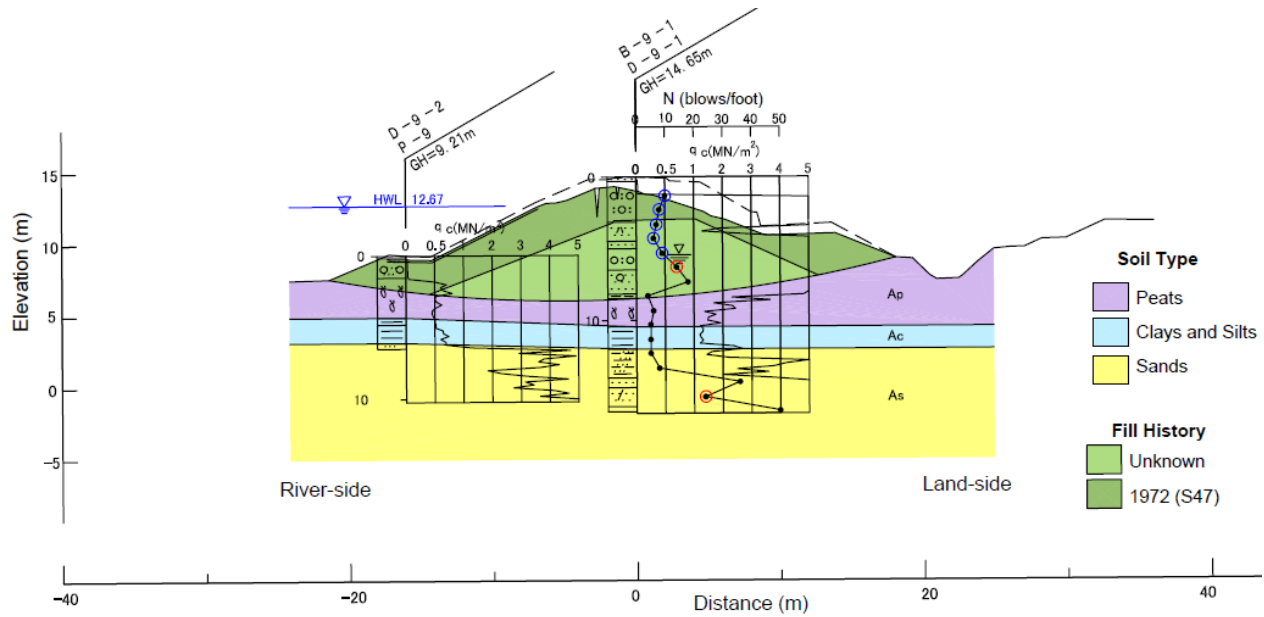 B-9-1
D-9-1
GH=14.65m
N (blows/foot)
0 10 20 30 40 50
q c(MN/m²)
0 0.5 1 2 3 4 5
D-9-2
P-9
GH=9.21m
HWL 12.67
q c(MN/m²)
0 0.5 1 2 3 4 5
0
0
10
10
Elevation (m)
15
10
5
0
−5
Ap
Ac
As
River-side
Land-side
Soil Type
Peats
Clays and Silts
Sands
Fill History
Unknown
1972 (S47)
−40 −20 0 20 40
Distance (m)